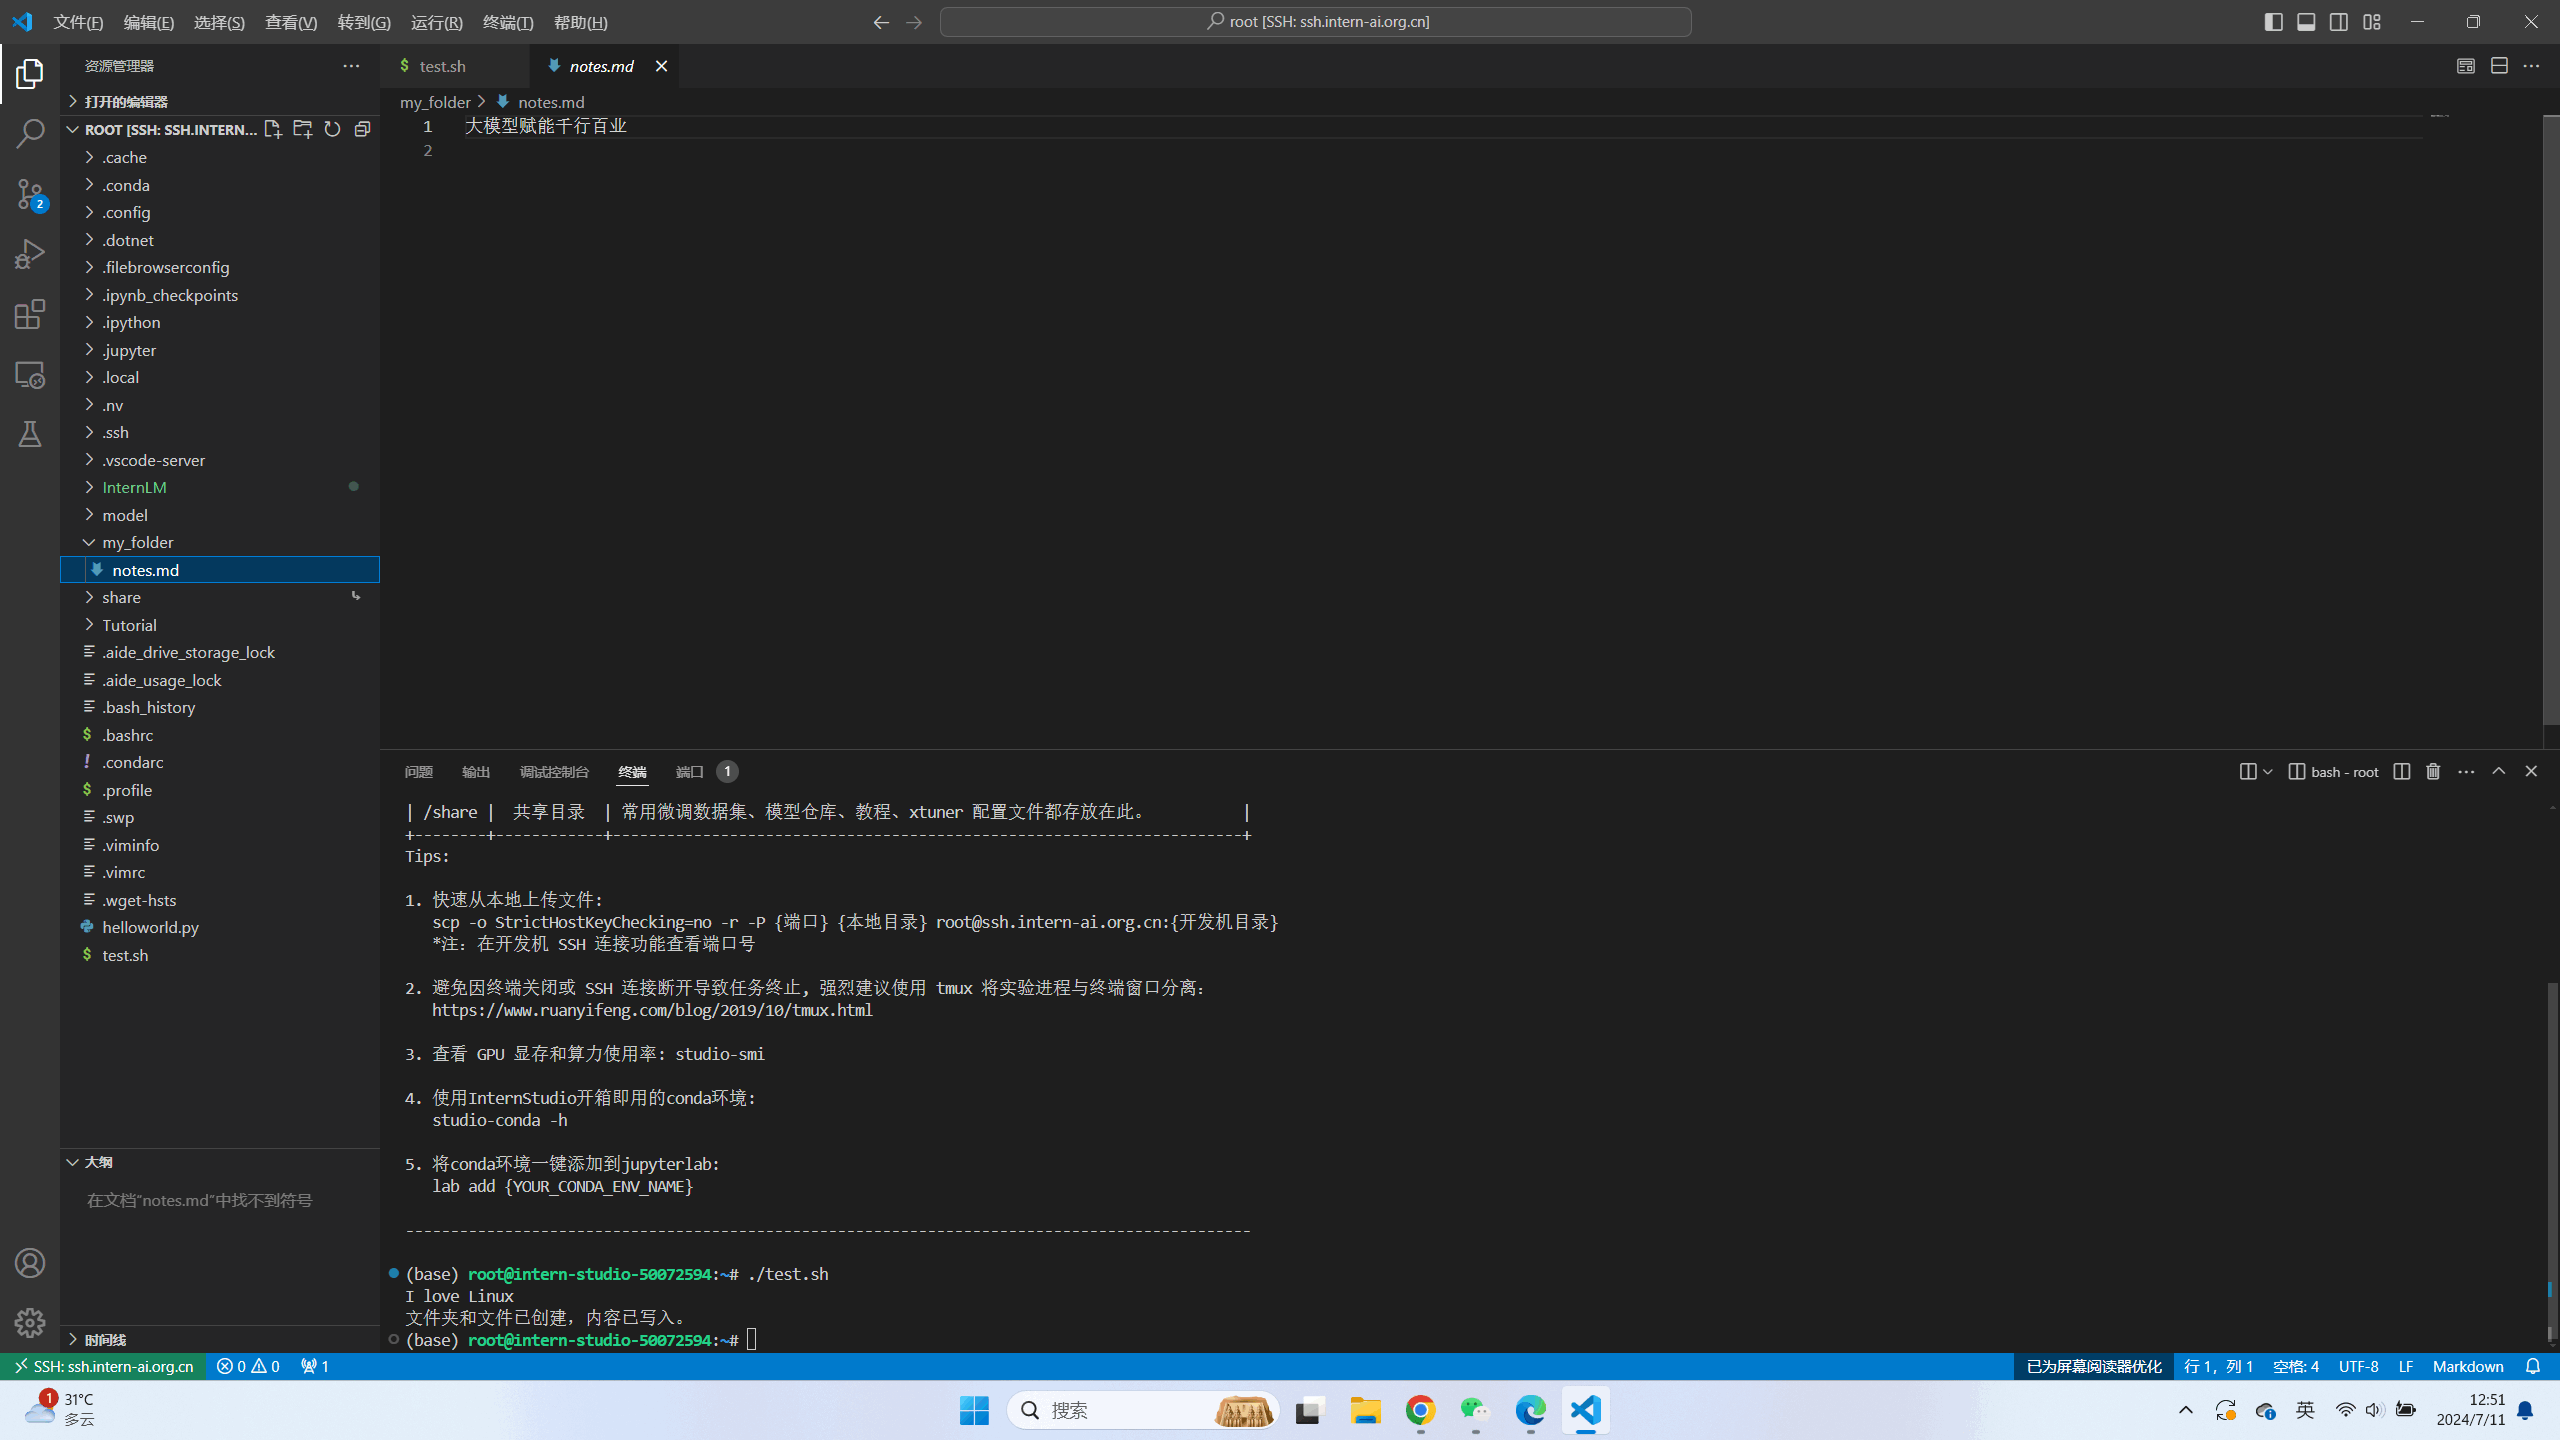 文件(F) 编辑(E) 选择(S) 查看(V) 转到(G) 运行(R) 终端(T) 帮助(H)
root [SSH: ssh.intern-ai.org.cn]
资源管理器
打开的编辑器
ROOT [SSH: SSH.INTERN...
.cache
.conda
.config
.dotnet
.filebrowserconfig
.ipynb_checkpoints
.ipython
.jupyter
.local
.nv
.ssh
.vscode-server
InternLM
model
my_folder
notes.md
share
Tutorial
.aide_drive_storage_lock
.aide_usage_lock
.bash_history
$ .bashrc
! .condarc
$ .profile
.swp
.viminfo
.vimrc
.wget-hsts
helloworld.py
$ test.sh
大纲
在文档"notes.md"中找不到符号
时间线
2
$ test.sh
notes.md
my_folder > notes.md
1 大模型赋能千行百业
2
问题 输出 调试控制台 终端 端口 1
bash - root
| /share | 共享目录 | 常用微调数据集、模型仓库、教程、xtuner 配置文件都存放在此。 |
+--------+------------+----------------------------------------------------------------------+
Tips:
1. 快速从本地上传文件:
scp -o StrictHostKeyChecking=no -r -P {端口} {本地目录} root@ssh.intern-ai.org.cn:{开发机目录}
*注: 在开发机 SSH 连接功能查看端口号
2. 避免因终端关闭或 SSH 连接断开导致任务终止, 强烈建议使用 tmux 将实验进程与终端窗口分离:
https://www.ruanyifeng.com/blog/2019/10/tmux.html
3. 查看 GPU 显存和算力使用率: studio-smi
4. 使用InternStudio开箱即用的conda环境:
studio-conda -h
5. 将conda环境一键添加到jupyterlab:
lab add {YOUR_CONDA_ENV_NAME}
----------------------------------------------------------------------------------------------
(base) root@intern-studio-50072594:~# ./test.sh
I love Linux
文件夹和文件已创建，内容已写入。
(base) root@intern-studio-50072594:~#
SSH: ssh.intern-ai.org.cn 0 0 1
已为屏幕阅读器优化 行 1，列 1 空格: 4 UTF-8 LF Markdown
1
31°C
多云
搜索
英
12:51
2024/7/11